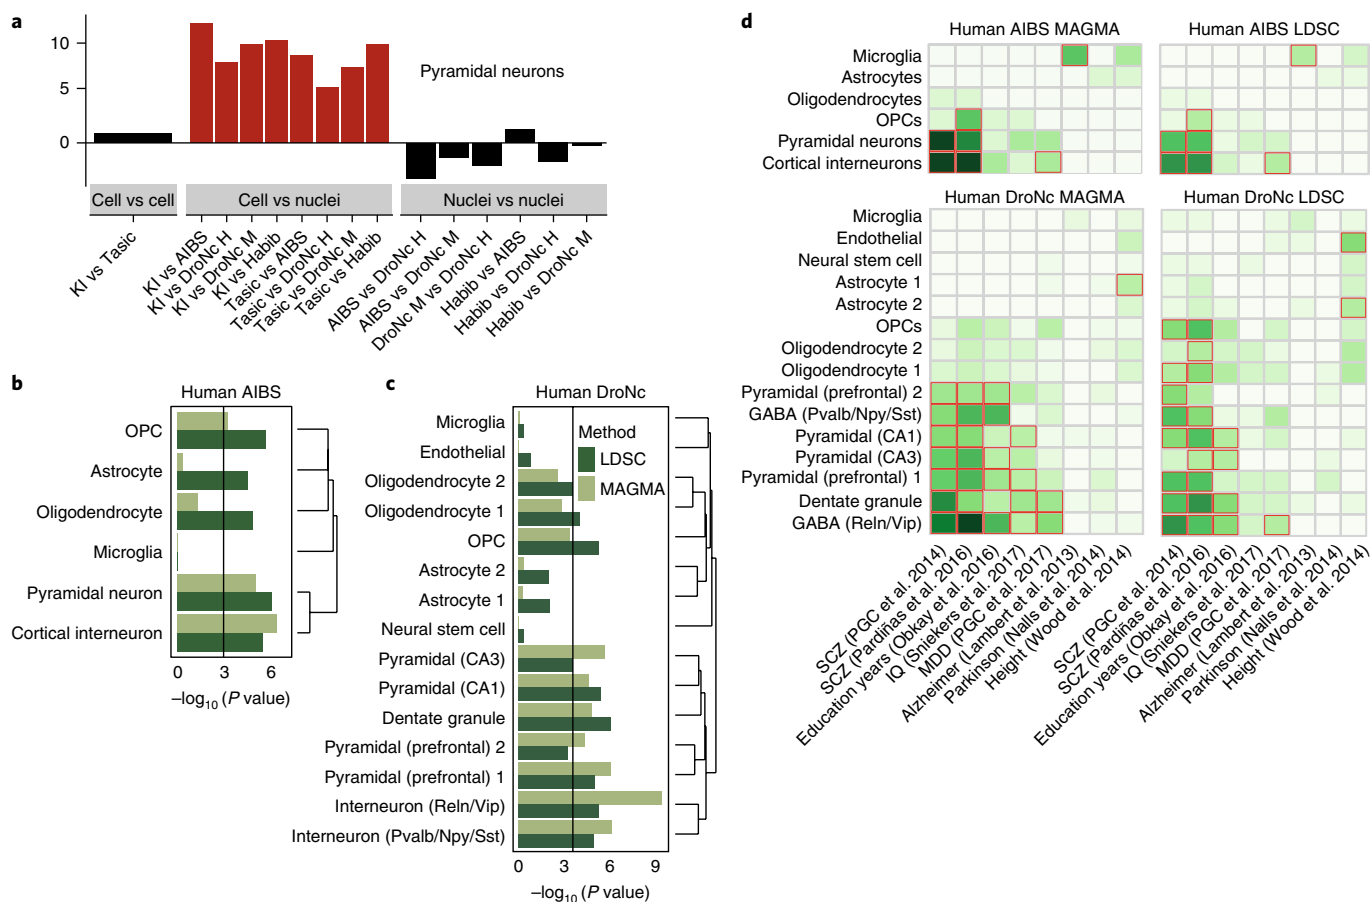 a
10
5
0
Pyramidal neurons
Cell vs cell
Cell vs nuclei
Nuclei vs nuclei
KI vs Tasic
KI vs AIBS
KI vs DroNc H
KI vs DroNc M
KI vs Habib
Tasic vs AIBS
Tasic vs DroNc H
Tasic vs DroNc M
Tasic vs Habib
AIBS vs DroNc H
AIBS vs DroNc M
DroNc M vs DroNc H
Habib vs AIBS
Habib vs DroNc H
Habib vs DroNc M
b
Human AIBS
OPC
Astrocyte
Oligodendrocyte
Microglia
Pyramidal neuron
Cortical interneuron
0 3 6
–log10 (P value)
c
Human DroNc
Method
LDSC
MAGMA
Microglia
Endothelial
Oligodendrocyte 2
Oligodendrocyte 1
OPC
Astrocyte 2
Astrocyte 1
Neural stem cell
Pyramidal (CA3)
Pyramidal (CA1)
Dentate granule
Pyramidal (prefrontal) 2
Pyramidal (prefrontal) 1
Interneuron (Reln/Vip)
Interneuron (Pvalb/Npy/Sst)
0 3 6 9
–log10 (P value)
d
Human AIBS MAGMA
Human AIBS LDSC
Microglia
Astrocytes
Oligodendrocytes
OPCs
Pyramidal neurons
Cortical interneurons
Human DroNc MAGMA
Human DroNc LDSC
Microglia
Endothelial
Neural stem cell
Astrocyte 1
Astrocyte 2
OPCs
Oligodendrocyte 2
Oligodendrocyte 1
Pyramidal (prefrontal) 2
GABA (Pvalb/Npy/Sst)
Pyramidal (CA1)
Pyramidal (CA3)
Pyramidal (prefrontal) 1
Dentate granule
GABA (Reln/Vip)
SCZ (PGC et al. 2014)
SCZ (Pardiñas et al. 2016)
Education years (Obkay et al. 2016)
IQ (Sniekers et al. 2017)
MDD (PGC et al. 2017)
Alzheimer (Lambert et al. 2013)
Parkinson (Nalls et al. 2014)
Height (Wood et al. 2014)
SCZ (PGC et al. 2014)
SCZ (Pardiñas et al. 2016)
Education years (Obkay et al. 2016)
IQ (Sniekers et al. 2017)
MDD (PGC et al. 2017)
Alzheimer (Lambert et al. 2013)
Parkinson (Nalls et al. 2014)
Height (Wood et al. 2014)